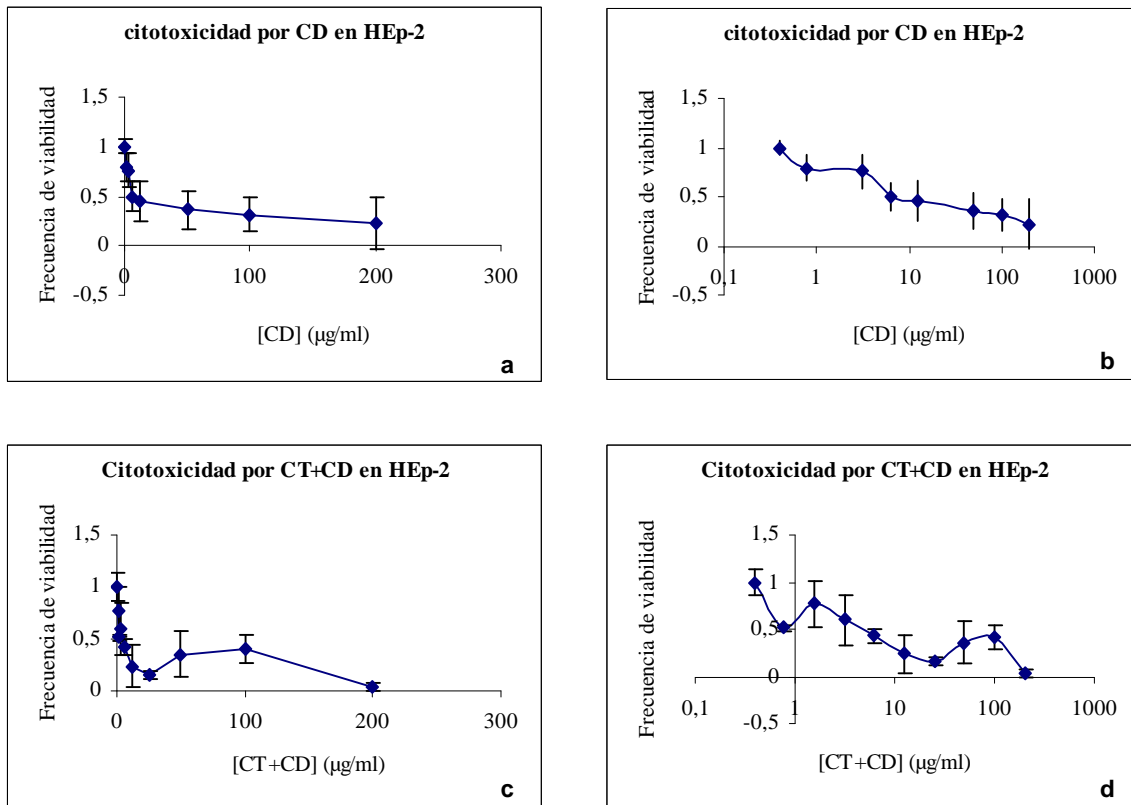 citotoxicidad por CD en HEp-2
Frecuencia de viabilidad
1,5
1
0,5
0
-0,5
0
100
200
300
[CD] (µg/ml)
a
citotoxicidad por CD en HEp-2
Frecuencia de viabilidad
1,5
1
0,5
0
-0,5
0,1
1
10
100
1000
[CD] (µg/ml)
b
Citotoxicidad por CT+CD en HEp-2
Frecuencia de viabilidad
1,5
1
0,5
0
0
100
200
300
[CT+CD] (µg/ml)
c
Citotoxicidad por CT+CD en HEp-2
Frecuencia de viabilidad
1,5
1
0,5
0
-0,5
0,1
1
10
100
1000
[CT+CD] (µg/ml)
d